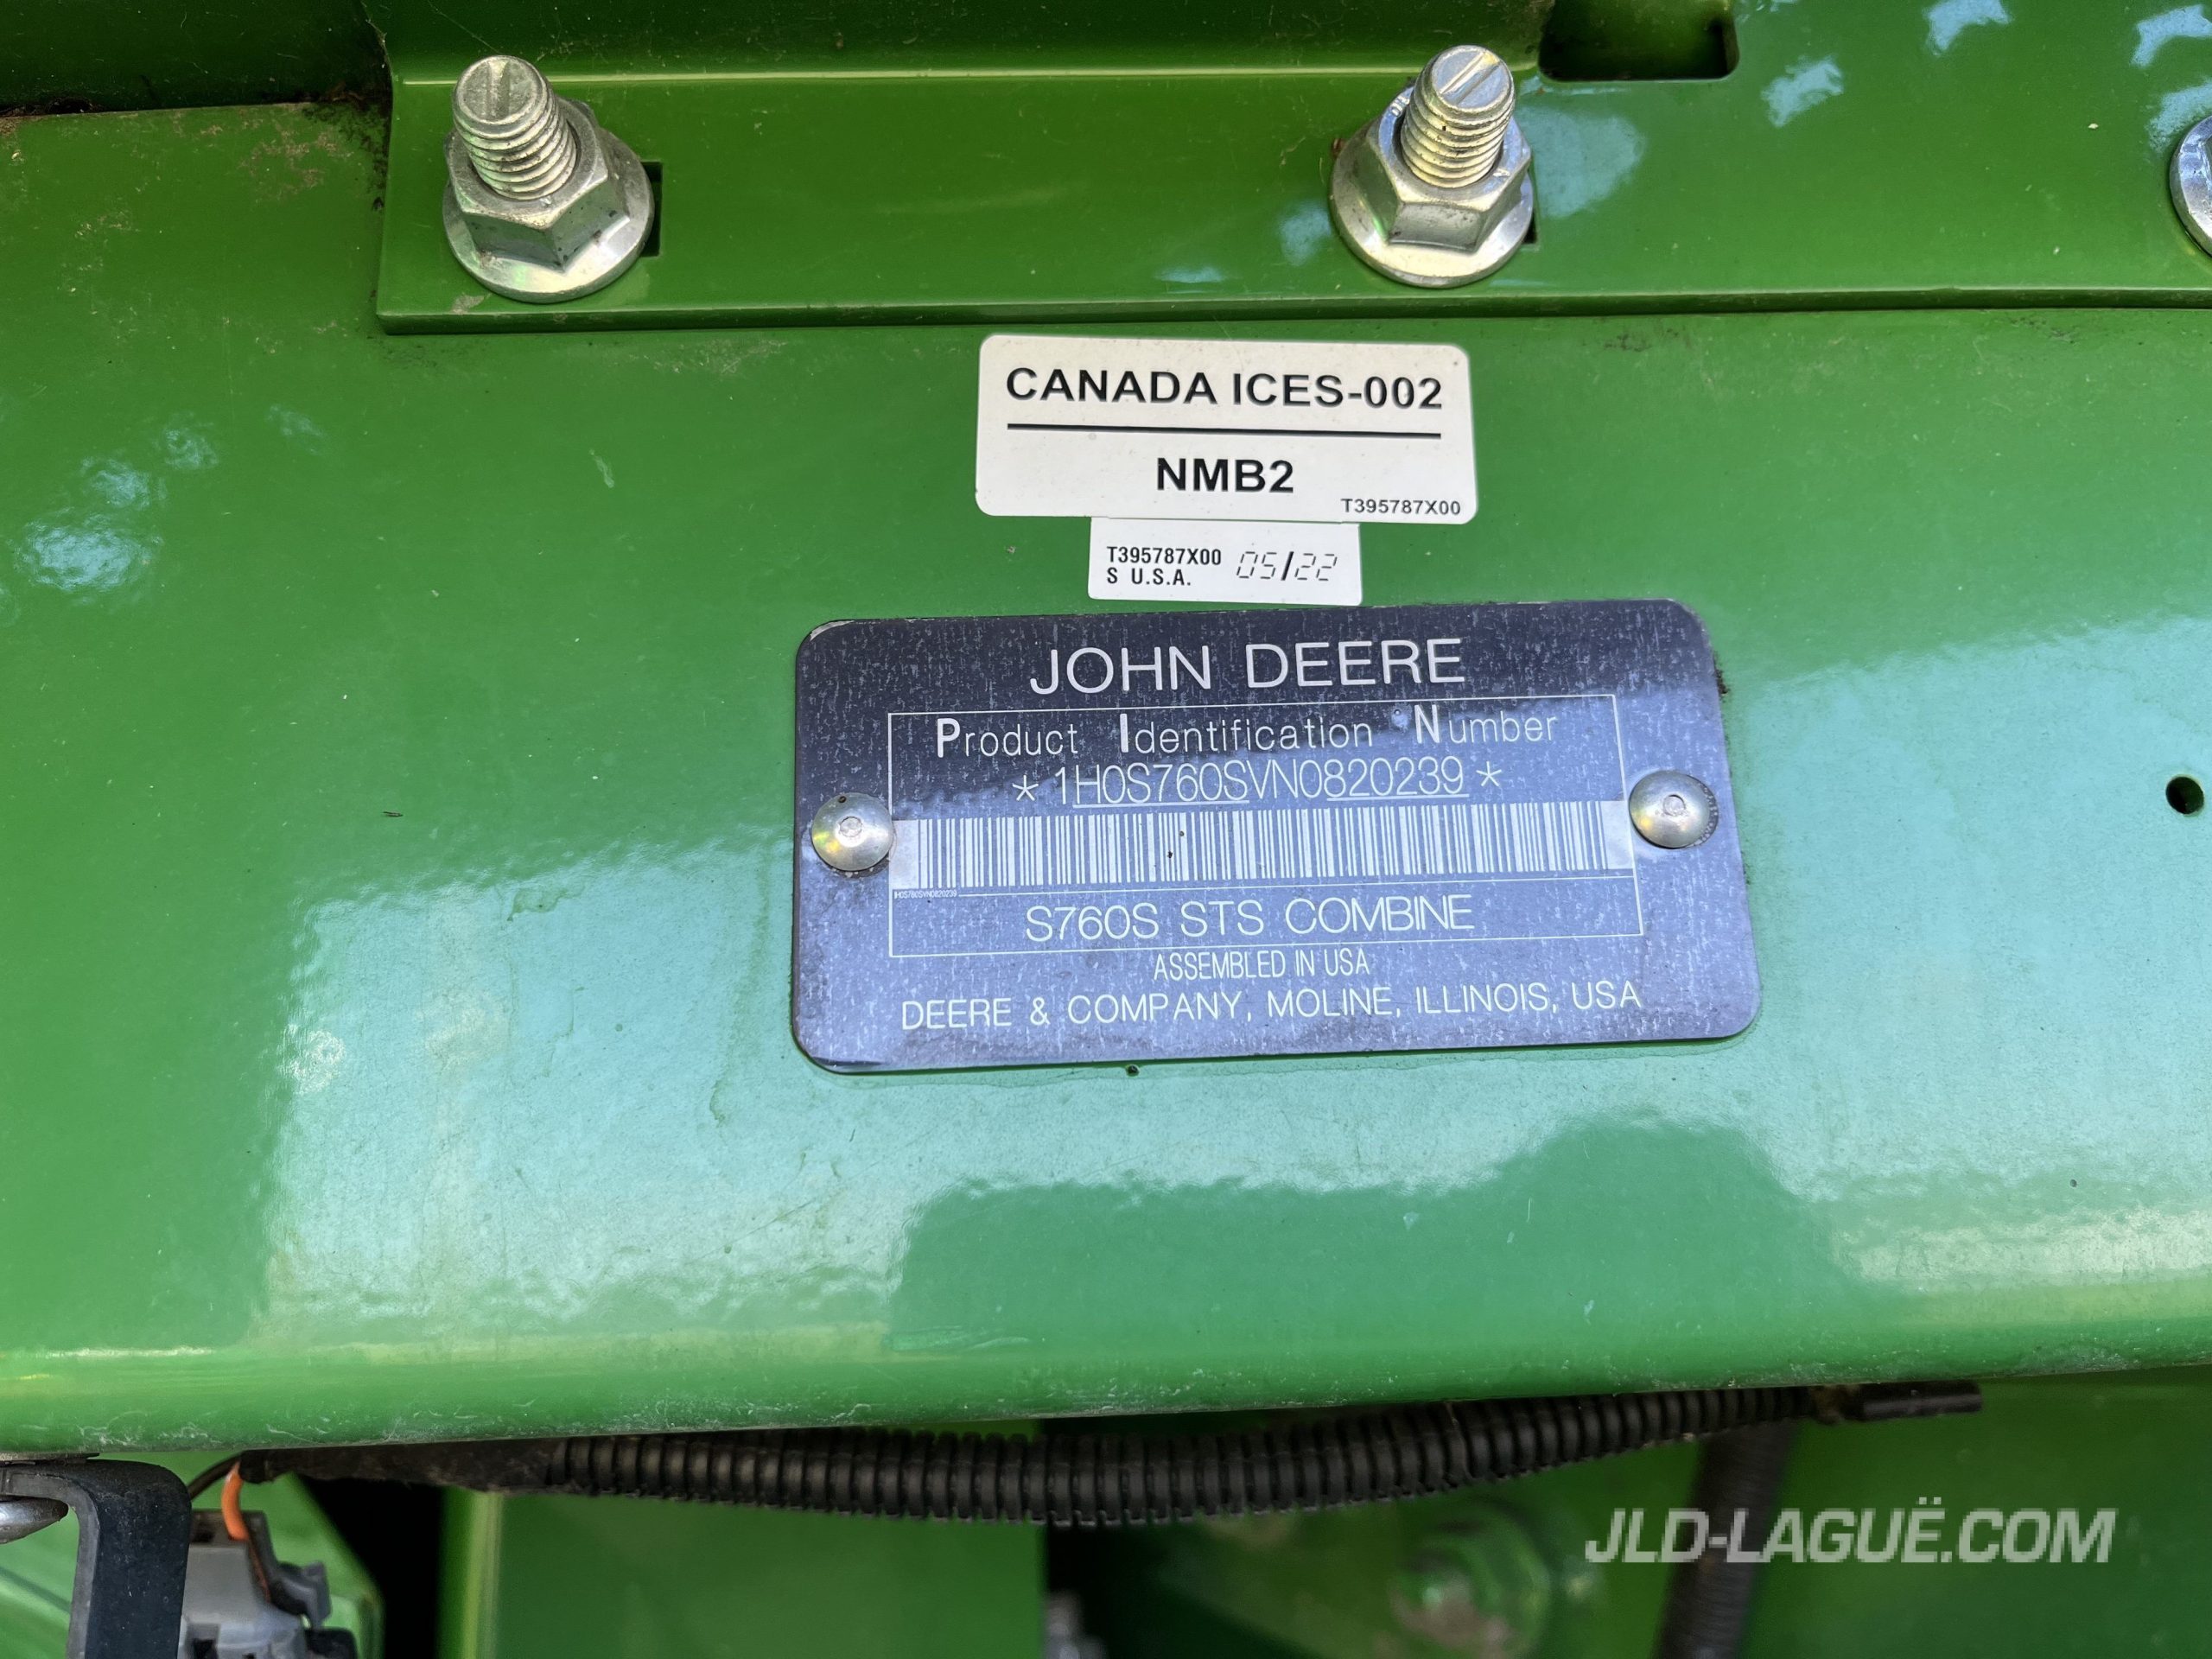 CANADA ICES-002
NMB2
T395787X00
T395787X00 05/22
S U.S.A.
JOHN DEERE
Product Identification Number
*1H0S760SVN0820239*
1H0S760SVN0820239
S760S STS COMBINE
ASSEMBLED IN USA
DEERE & COMPANY, MOLINE, ILLINOIS, USA
JLD-LAGUË.COM